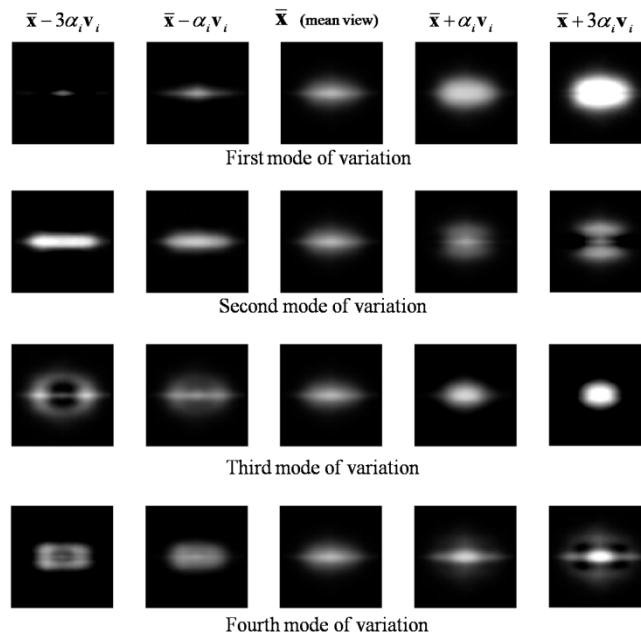 x̄ − 3αᵢvᵢ x̄ − αᵢvᵢ x̄ (mean view) x̄ + αᵢvᵢ x̄ + 3αᵢvᵢ
First mode of variation
Second mode of variation
Third mode of variation
Fourth mode of variation